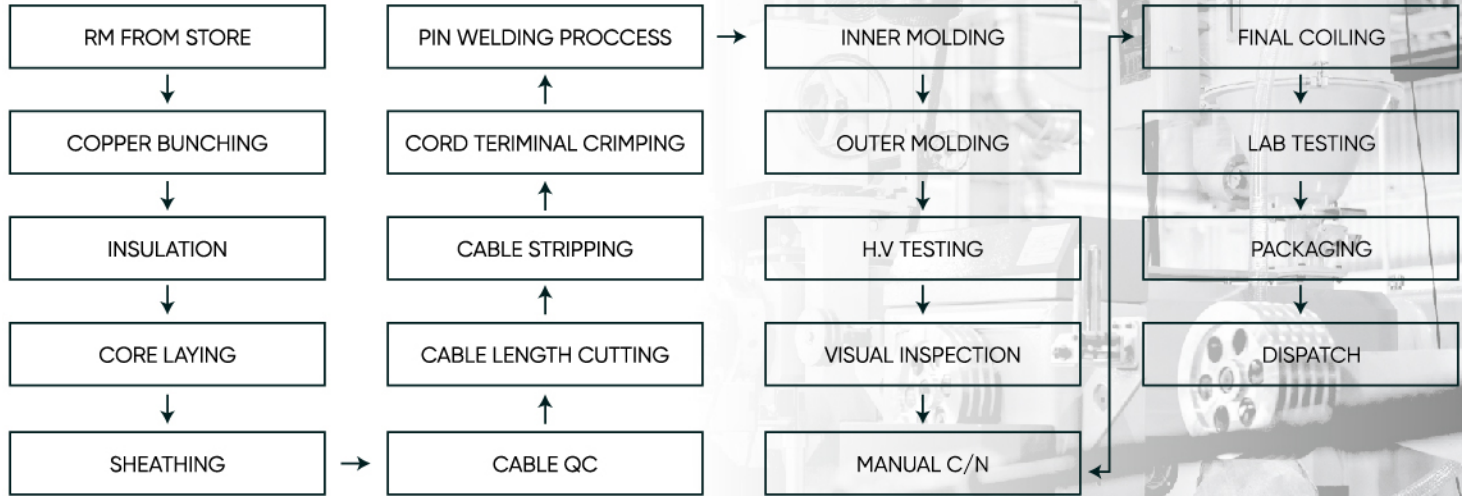 RM FROM STORE
COPPER BUNCHING
INSULATION
CORE LAYING
SHEATHING
CABLE QC
CABLE LENGTH CUTTING
CABLE STRIPPING
CORD TERIMINAL CRIMPING
PIN WELDING PROCCESS
INNER MOLDING
OUTER MOLDING
H.V TESTING
VISUAL INSPECTION
MANUAL C/N
FINAL COILING
LAB TESTING
PACKAGING
DISPATCH